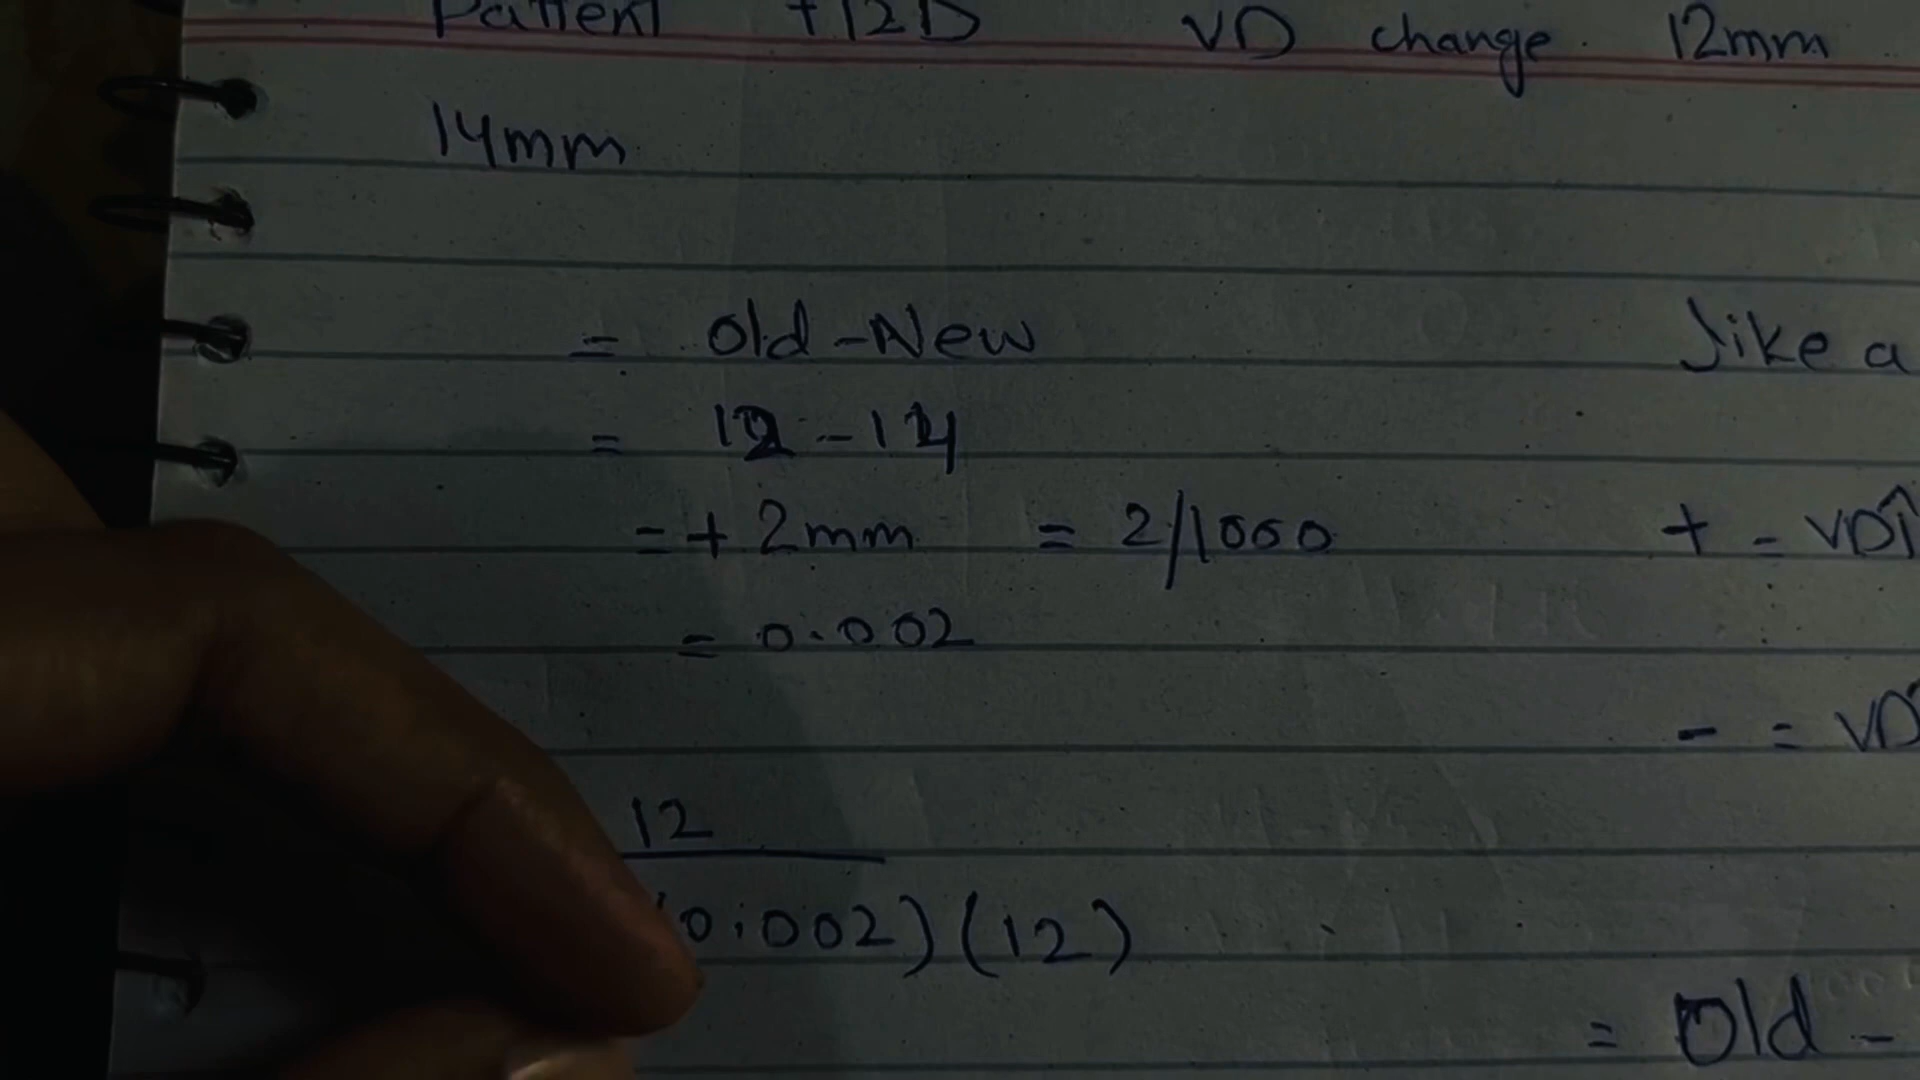 Patient +12D VD change 12mm
14mm
= Old-New
= 12-14
= + 2mm = 2/1000
= 0.002
12
(0.002)(12)
like a
+ = VD↑
- = VD
= Old -